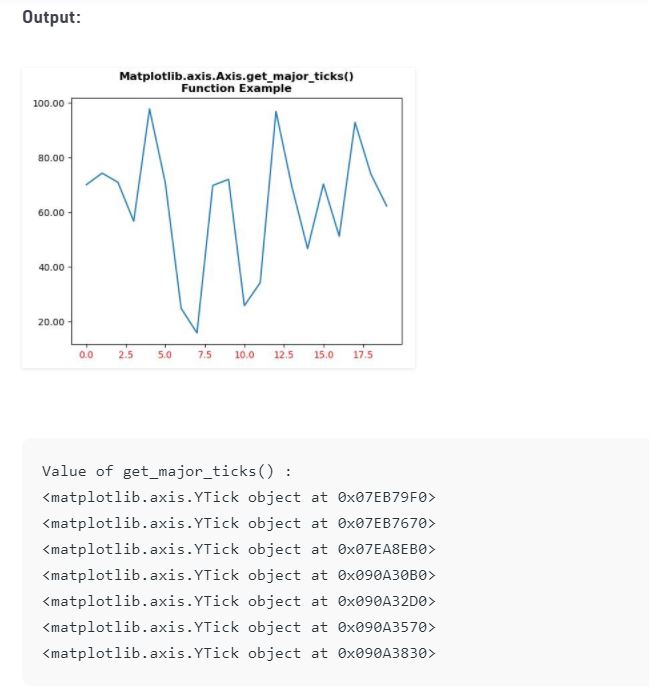 Output:
Matplotlib.axis.Axis.get_major_ticks()
Function Example
100.00
80.00
60.00
40.00
20.00
0.0 2.5 5.0 7.5 10.0 12.5 15.0 17.5
Value of get_major_ticks() :
<matplotlib.axis.YTick object at 0x07EB79F0>
<matplotlib.axis.YTick object at 0x07EB7670>
<matplotlib.axis.YTick object at 0x07EA8EB0>
<matplotlib.axis.YTick object at 0x090A30B0>
<matplotlib.axis.YTick object at 0x090A32D0>
<matplotlib.axis.YTick object at 0x090A3570>
<matplotlib.axis.YTick object at 0x090A3830>